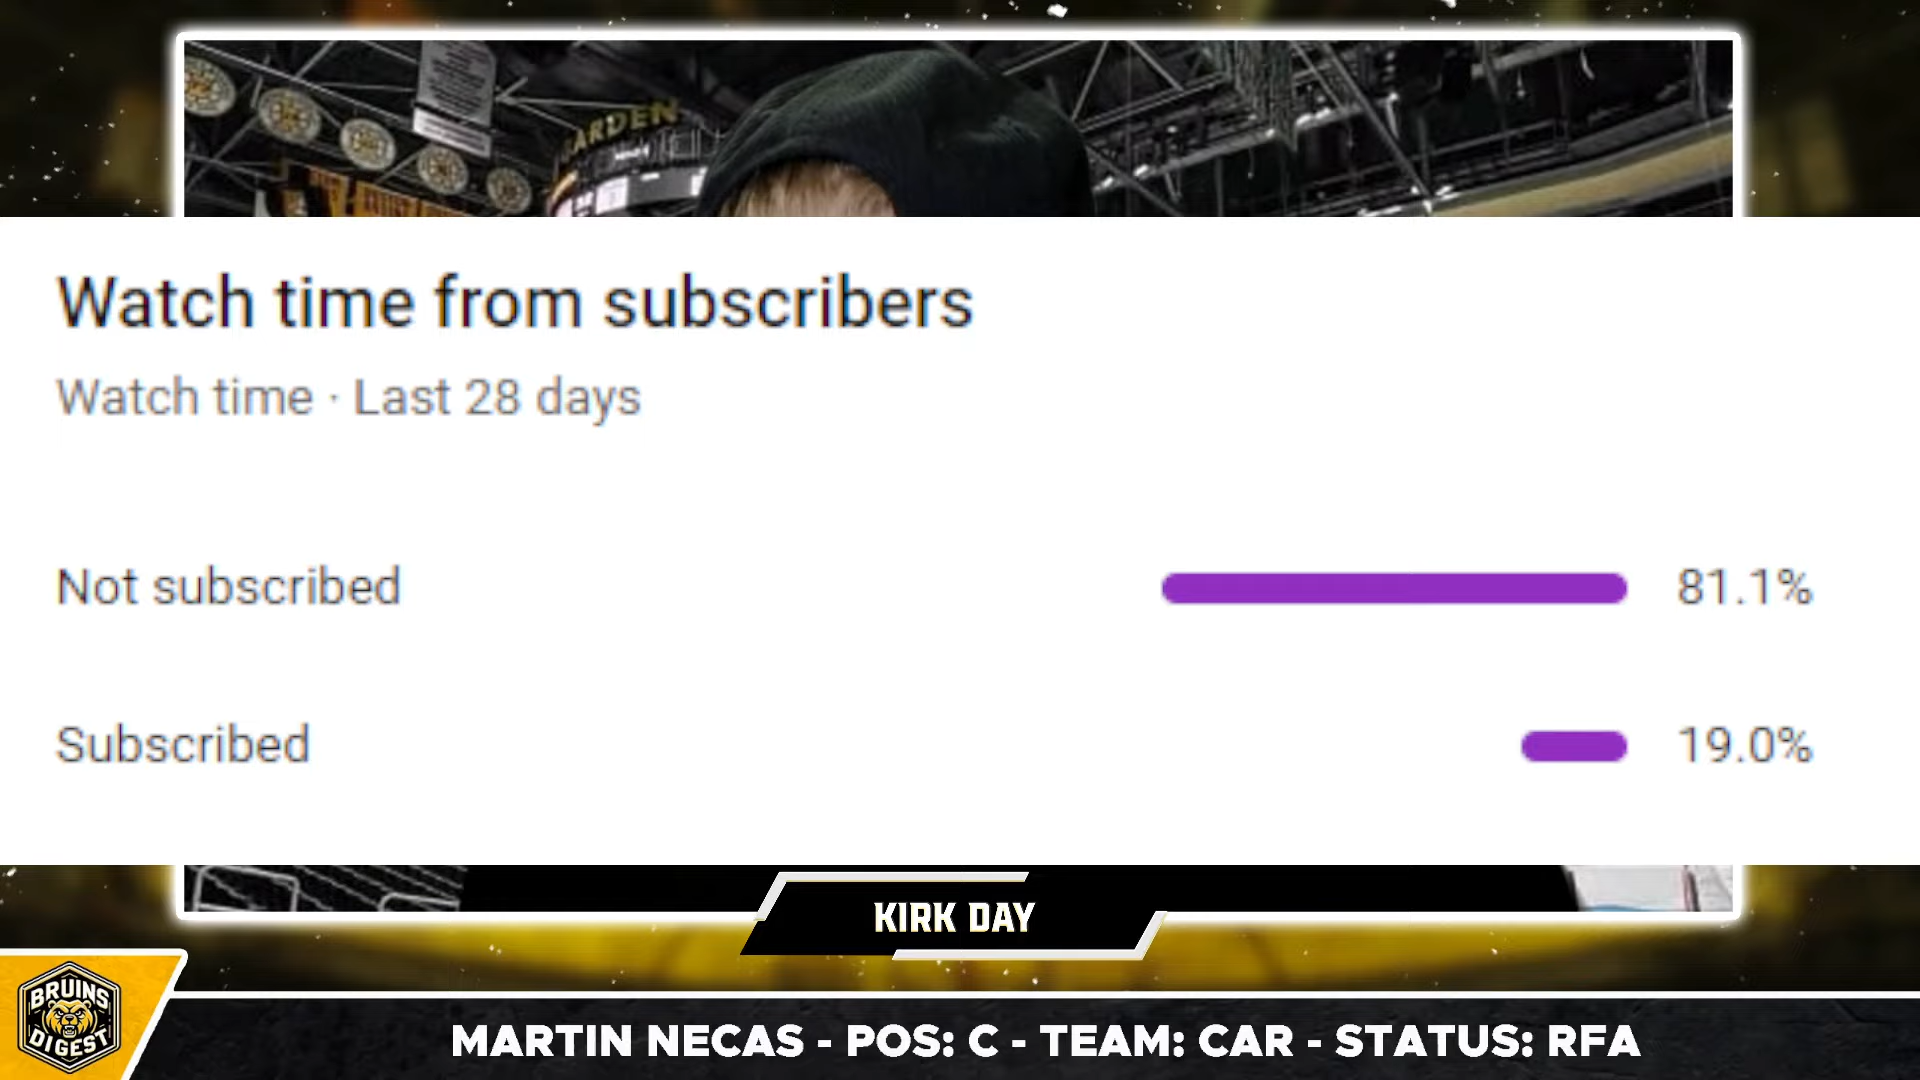 ARDEN
Watch time from subscribers
Watch time · Last 28 days
Not subscribed
81.1%
Subscribed
19.0%
KIRK DAY
BRUINS
DIGEST
MARTIN NECAS - POS: C - TEAM: CAR - STATUS: RFA